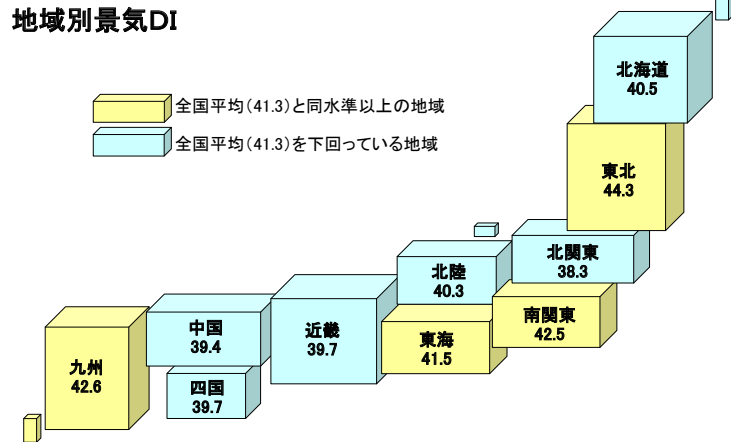 地域別景気DI
全国平均（41.3）と同水準以上の地域
全国平均（41.3）を下回っている地域
北海道
40.5
東北
44.3
北関東
38.3
北陸
40.3
南関東
42.5
東海
41.5
近畿
39.7
中国
39.4
四国
39.7
九州
42.6